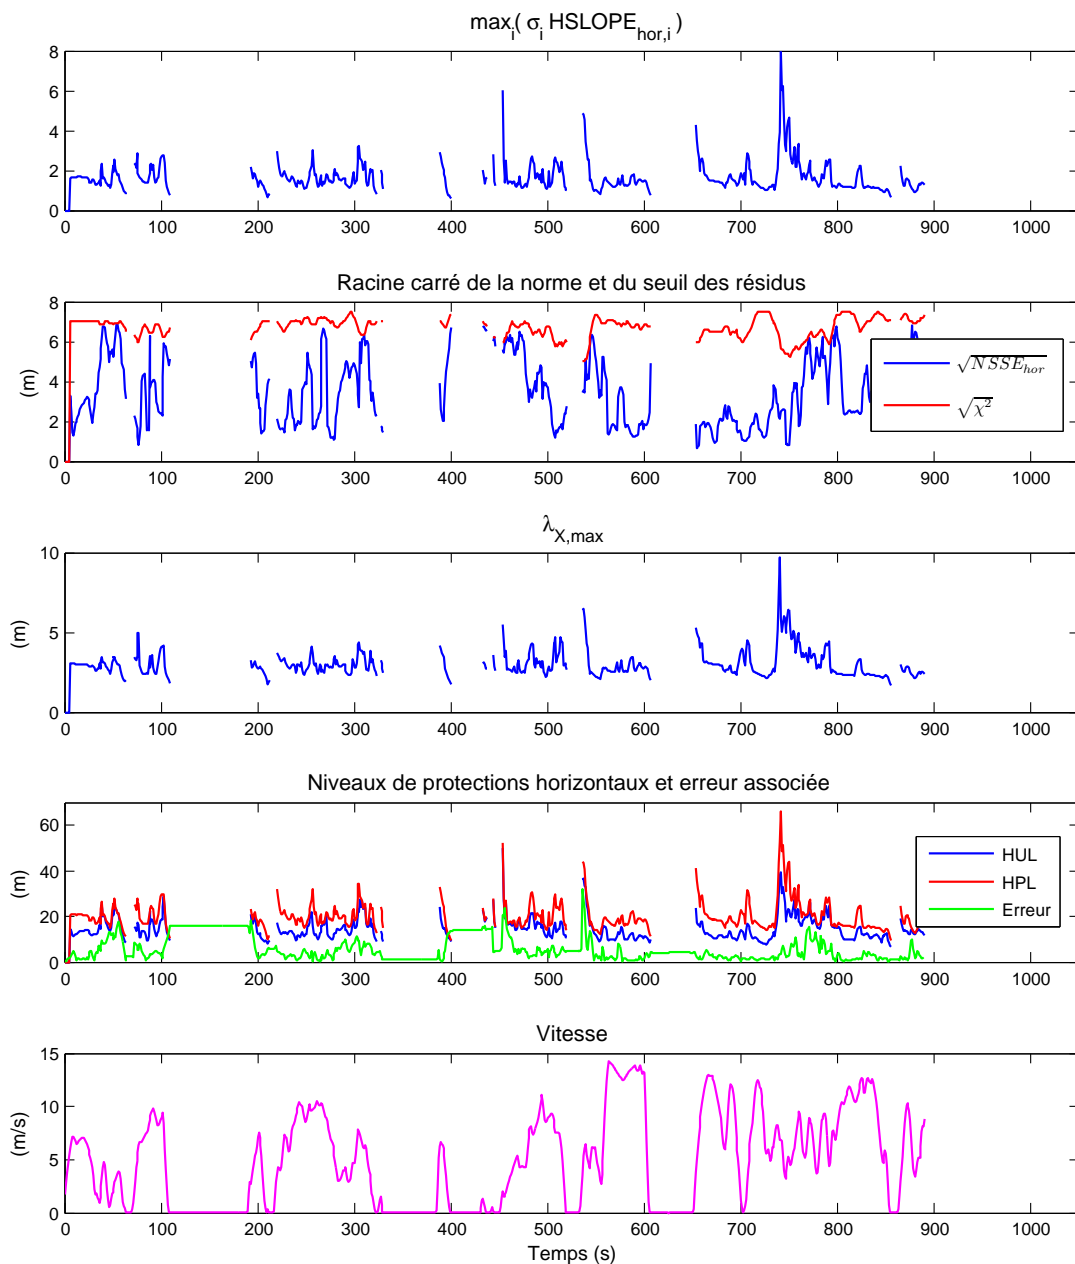 max_i( σ_i HSLOPE_{hor,i} )
8
6
4
2
0
0 100 200 300 400 500 600 700 800 900 1000
Racine carré de la norme et du seuil des résidus
(m)
8
6
4
2
0
√NSSE_{hor}
√χ²
0 100 200 300 400 500 600 700 800 900 1000
λ_{X,max}
(m)
10
5
0
0 100 200 300 400 500 600 700 800 900 1000
Niveaux de protections horizontaux et erreur associée
(m)
60
40
20
0
HUL
HPL
Erreur
0 100 200 300 400 500 600 700 800 900 1000
Vitesse
(m/s)
15
10
5
0
0 100 200 300 400 500 600 700 800 900 1000
Temps (s)